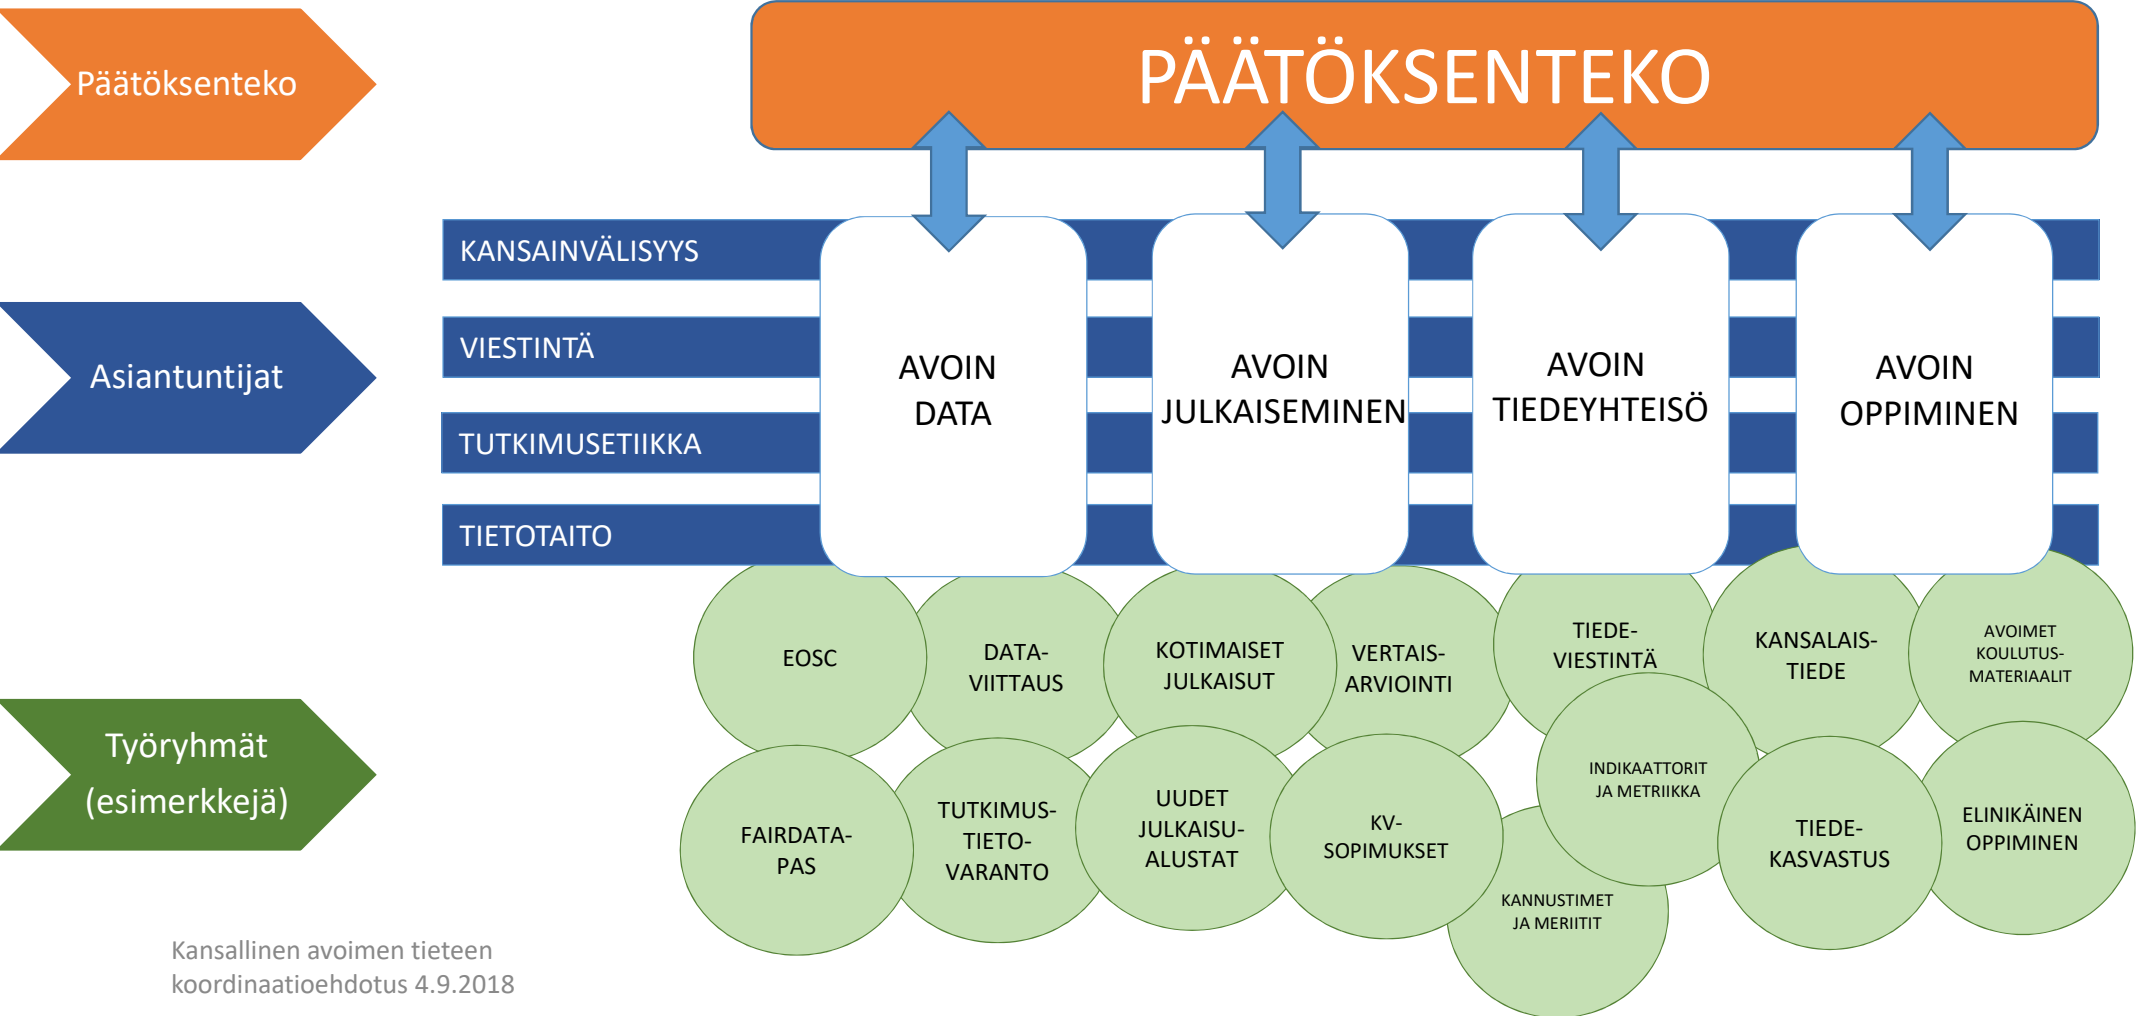 Päätöksenteko
PÄÄTÖKSENTEKO
Asiantuntijat
KANSAINVÄLISYYS
VIESTINTÄ
TUTKIMUSETIIKKA
TIETOTAITO
AVOIN
DATA
AVOIN
JULKAISEMINEN
AVOIN
TIEDEYHTEISÖ
AVOIN
OPPIMINEN
Työryhmät
(esimerkkejä)
EOSC
DATA-
VIITTAUS
KOTIMAISET
JULKAISUT
VERTAIS-
ARVIOINTI
TIEDE-
VIESTINTÄ
KANSALAIS-
TIEDE
AVOIMET
KOULUTUS-
MATERIAALIT
FAIRDATA-
PAS
TUTKIMUS-
TIETO-
VARANTO
UUDET
JULKAISU-
ALUSTAT
KV-
SOPIMUKSET
INDIKAATTORIT
JA METRIIKKA
KANNUSTIMET
JA MERIITIT
TIEDE-
KASVASTUS
ELINIKÄINEN
OPPIMINEN
Kansallinen avoimen tieteen
koordinaatioehdotus 4.9.2018